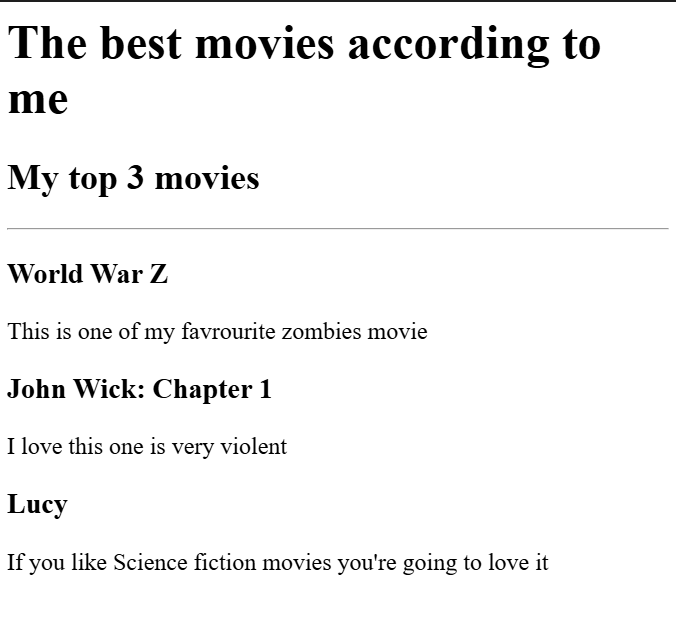 The best movies according to
me
My top 3 movies
World War Z
This is one of my favrourite zombies movie
John Wick: Chapter 1
I love this one is very violent
Lucy
If you like Science fiction movies you're going to love it